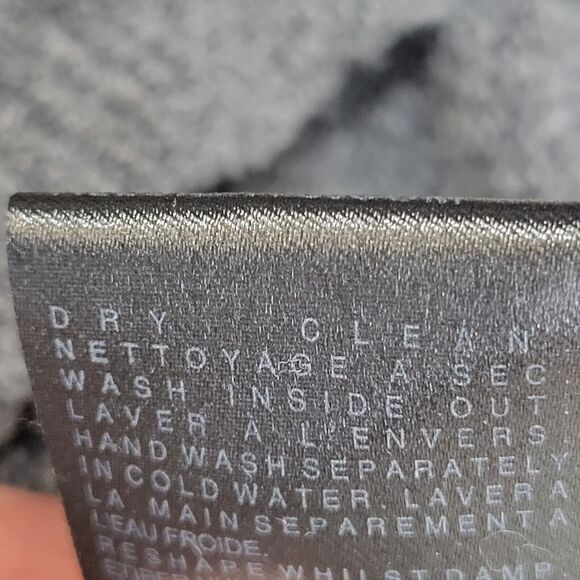 DRY CLEAN
NETTOYAGE A SEC
WASH INSIDE OUT
LAVER A L'ENVERS
HAND WASH SEPARATELY
IN COLD WATER. LAVER A
LA MAIN SEPAREMENT A
L'EAU FROIDE.
RESHAPE WHILST DAMP